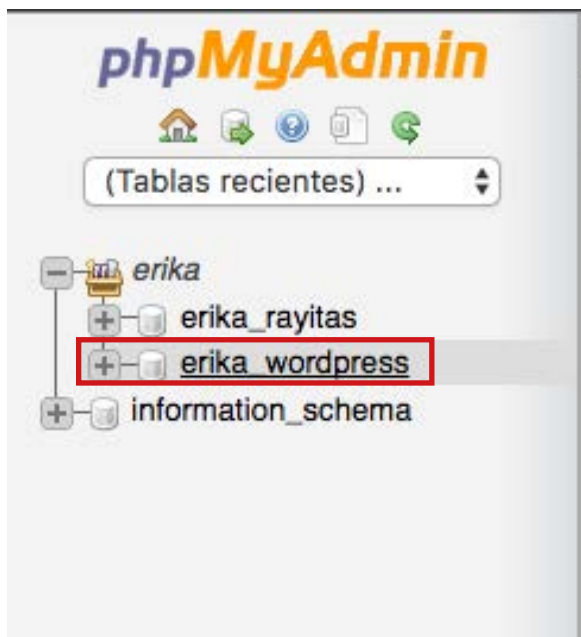 phpMyAdmin
(Tablas recientes) ...
erika
erika_rayitas
erika_wordpress
information_schema